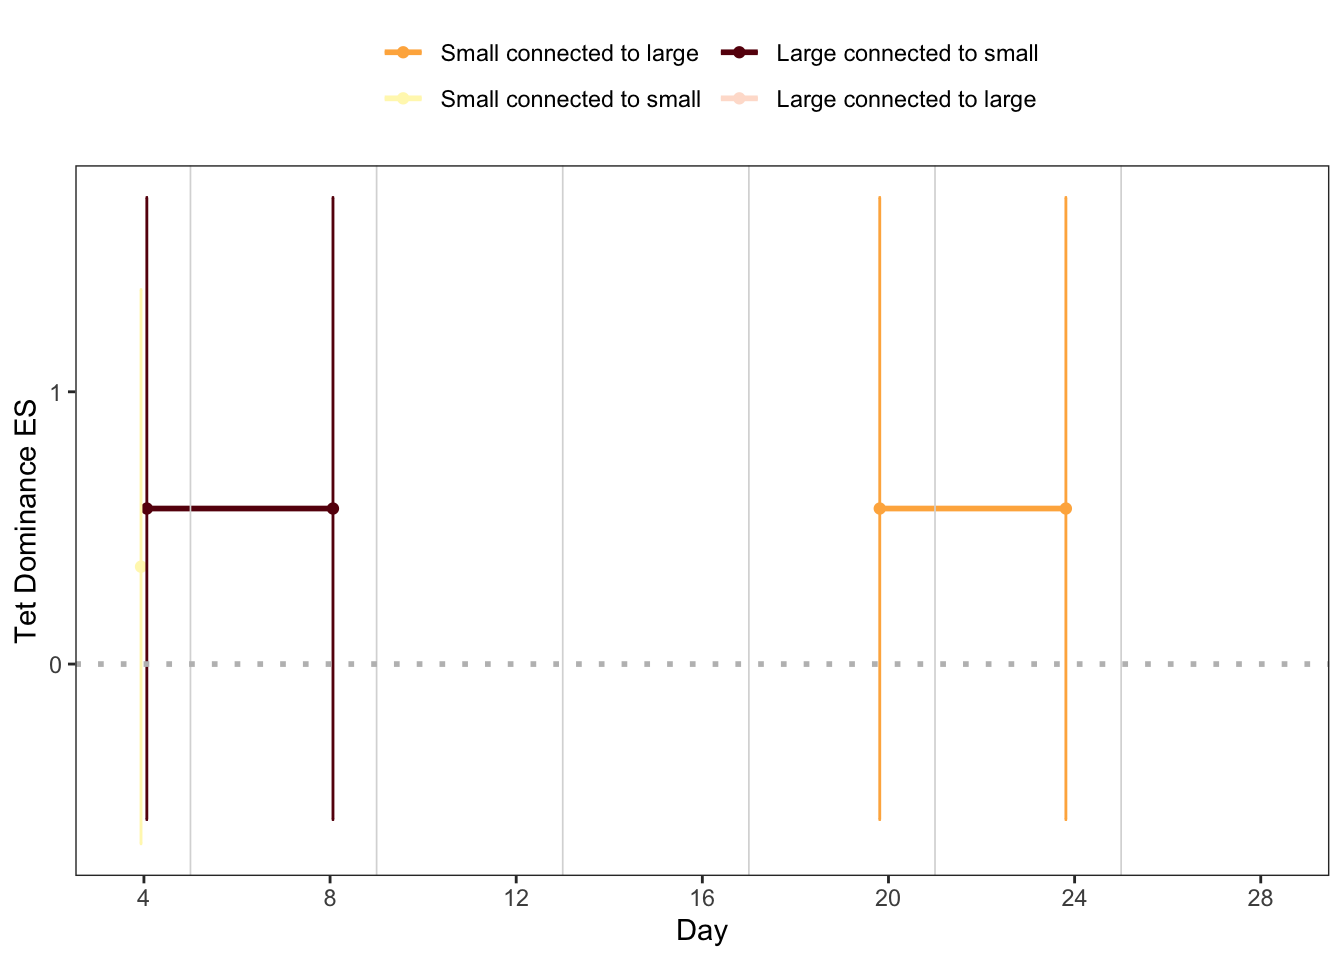 Small connected to large
Large connected to small
Small connected to small
Large connected to large
Tet Dominance ES
1
0
4 8 12 16 20 24 28
Day